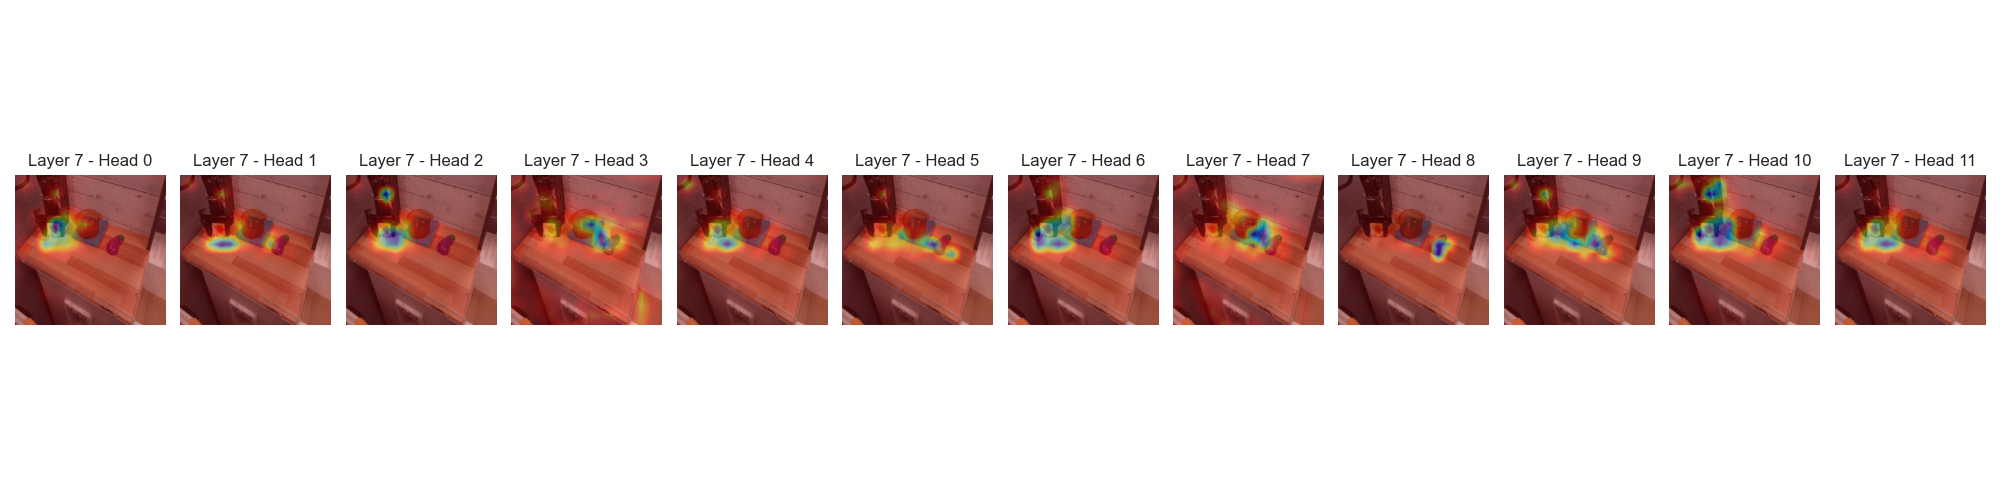 Layer 7 - Head 0
Layer 7 - Head 1
Layer 7 - Head 2
Layer 7 - Head 3
Layer 7 - Head 4
Layer 7 - Head 5
Layer 7 - Head 6
Layer 7 - Head 7
Layer 7 - Head 8
Layer 7 - Head 9
Layer 7 - Head 10
Layer 7 - Head 11